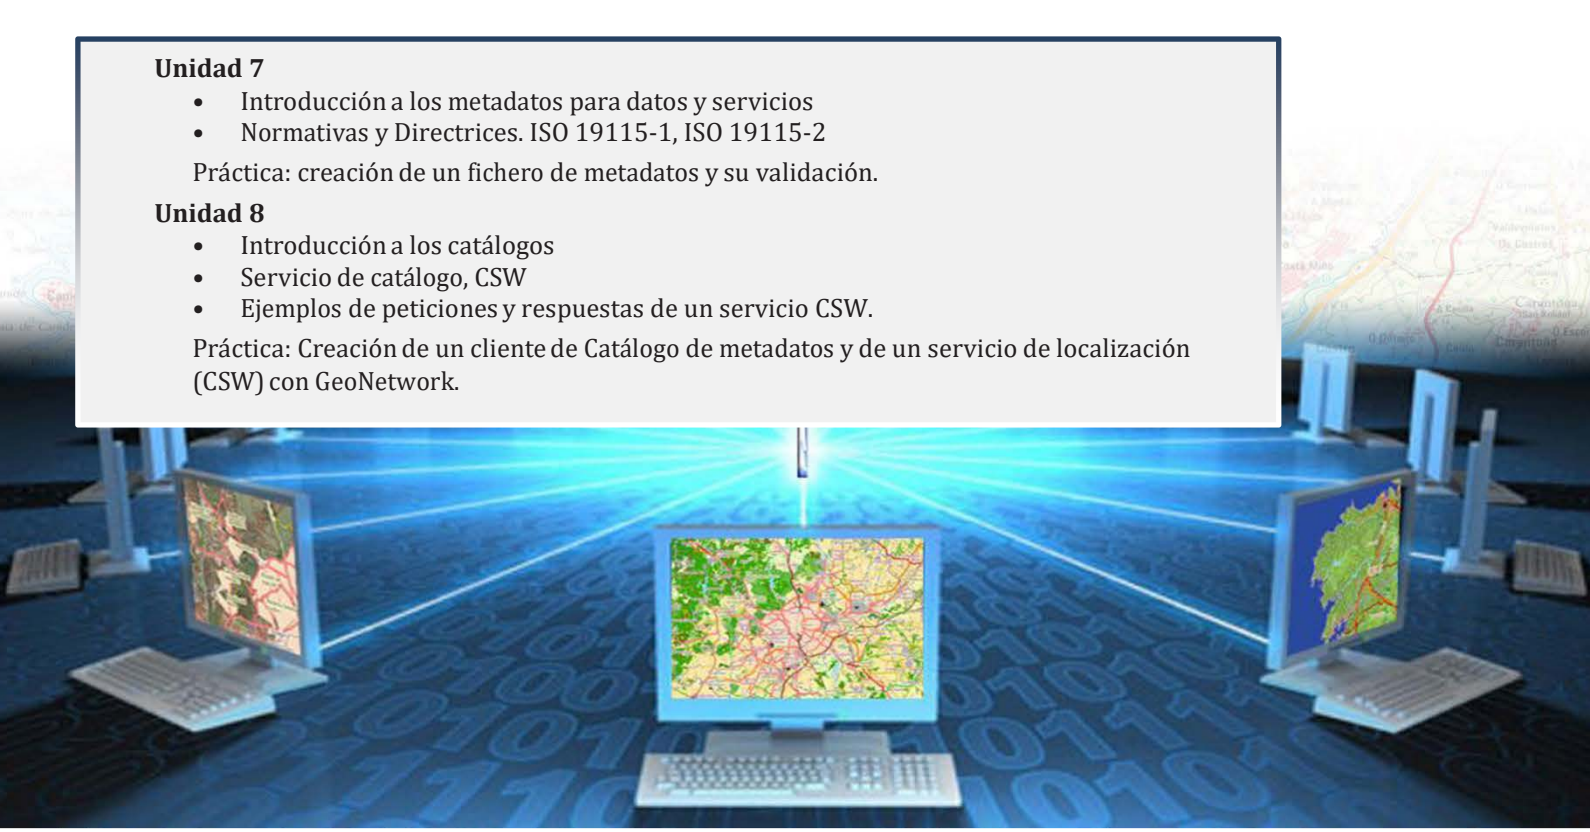 Unidad 7
• Introducción a los metadatos para datos y servicios
• Normativas y Directrices. ISO 19115-1, ISO 19115-2
Práctica: creación de un fichero de metadatos y su validación.
Unidad 8
• Introducción a los catálogos
• Servicio de catálogo, CSW
• Ejemplos de peticiones y respuestas de un servicio CSW.
Práctica: Creación de un cliente de Catálogo de metadatos y de un servicio de localización
(CSW) con GeoNetwork.